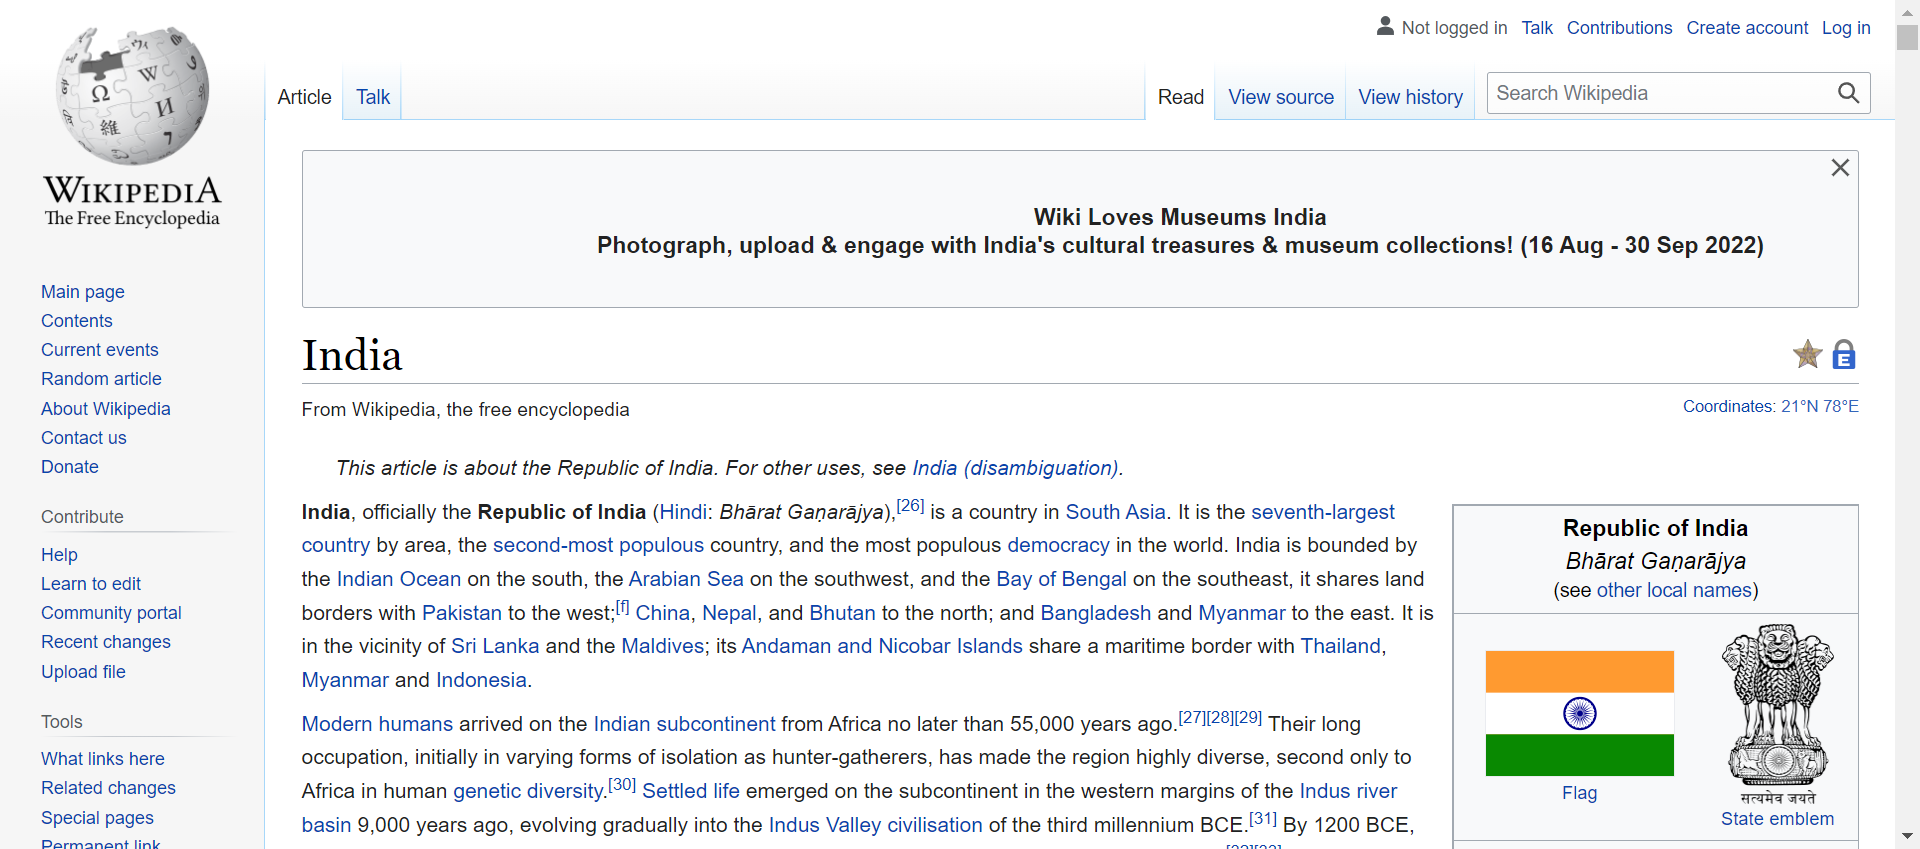 Not logged in Talk Contributions Create account Log in
Article Talk Read View source View history Search Wikipedia
WIKIPEDIA
The Free Encyclopedia
Main page
Contents
Current events
Random article
About Wikipedia
Contact us
Donate
Contribute
Help
Learn to edit
Community portal
Recent changes
Upload file
Tools
What links here
Related changes
Special pages
Permanent link
Wiki Loves Museums India
Photograph, upload & engage with India's cultural treasures & museum collections! (16 Aug - 30 Sep 2022)
India
From Wikipedia, the free encyclopedia
Coordinates: 21°N 78°E
This article is about the Republic of India. For other uses, see India (disambiguation).
India, officially the Republic of India (Hindi: Bhārat Gaṇarājya),[26] is a country in South Asia. It is the seventh-largest
country by area, the second-most populous country, and the most populous democracy in the world. India is bounded by
the Indian Ocean on the south, the Arabian Sea on the southwest, and the Bay of Bengal on the southeast, it shares land
borders with Pakistan to the west;[f] China, Nepal, and Bhutan to the north; and Bangladesh and Myanmar to the east. It is
in the vicinity of Sri Lanka and the Maldives; its Andaman and Nicobar Islands share a maritime border with Thailand,
Myanmar and Indonesia.
Modern humans arrived on the Indian subcontinent from Africa no later than 55,000 years ago.[27][28][29] Their long
occupation, initially in varying forms of isolation as hunter-gatherers, has made the region highly diverse, second only to
Africa in human genetic diversity.[30] Settled life emerged on the subcontinent in the western margins of the Indus river
basin 9,000 years ago, evolving gradually into the Indus Valley civilisation of the third millennium BCE.[31] By 1200 BCE,
Republic of India
Bhārat Gaṇarājya
(see other local names)
सत्यमेव जयते
Flag
State emblem